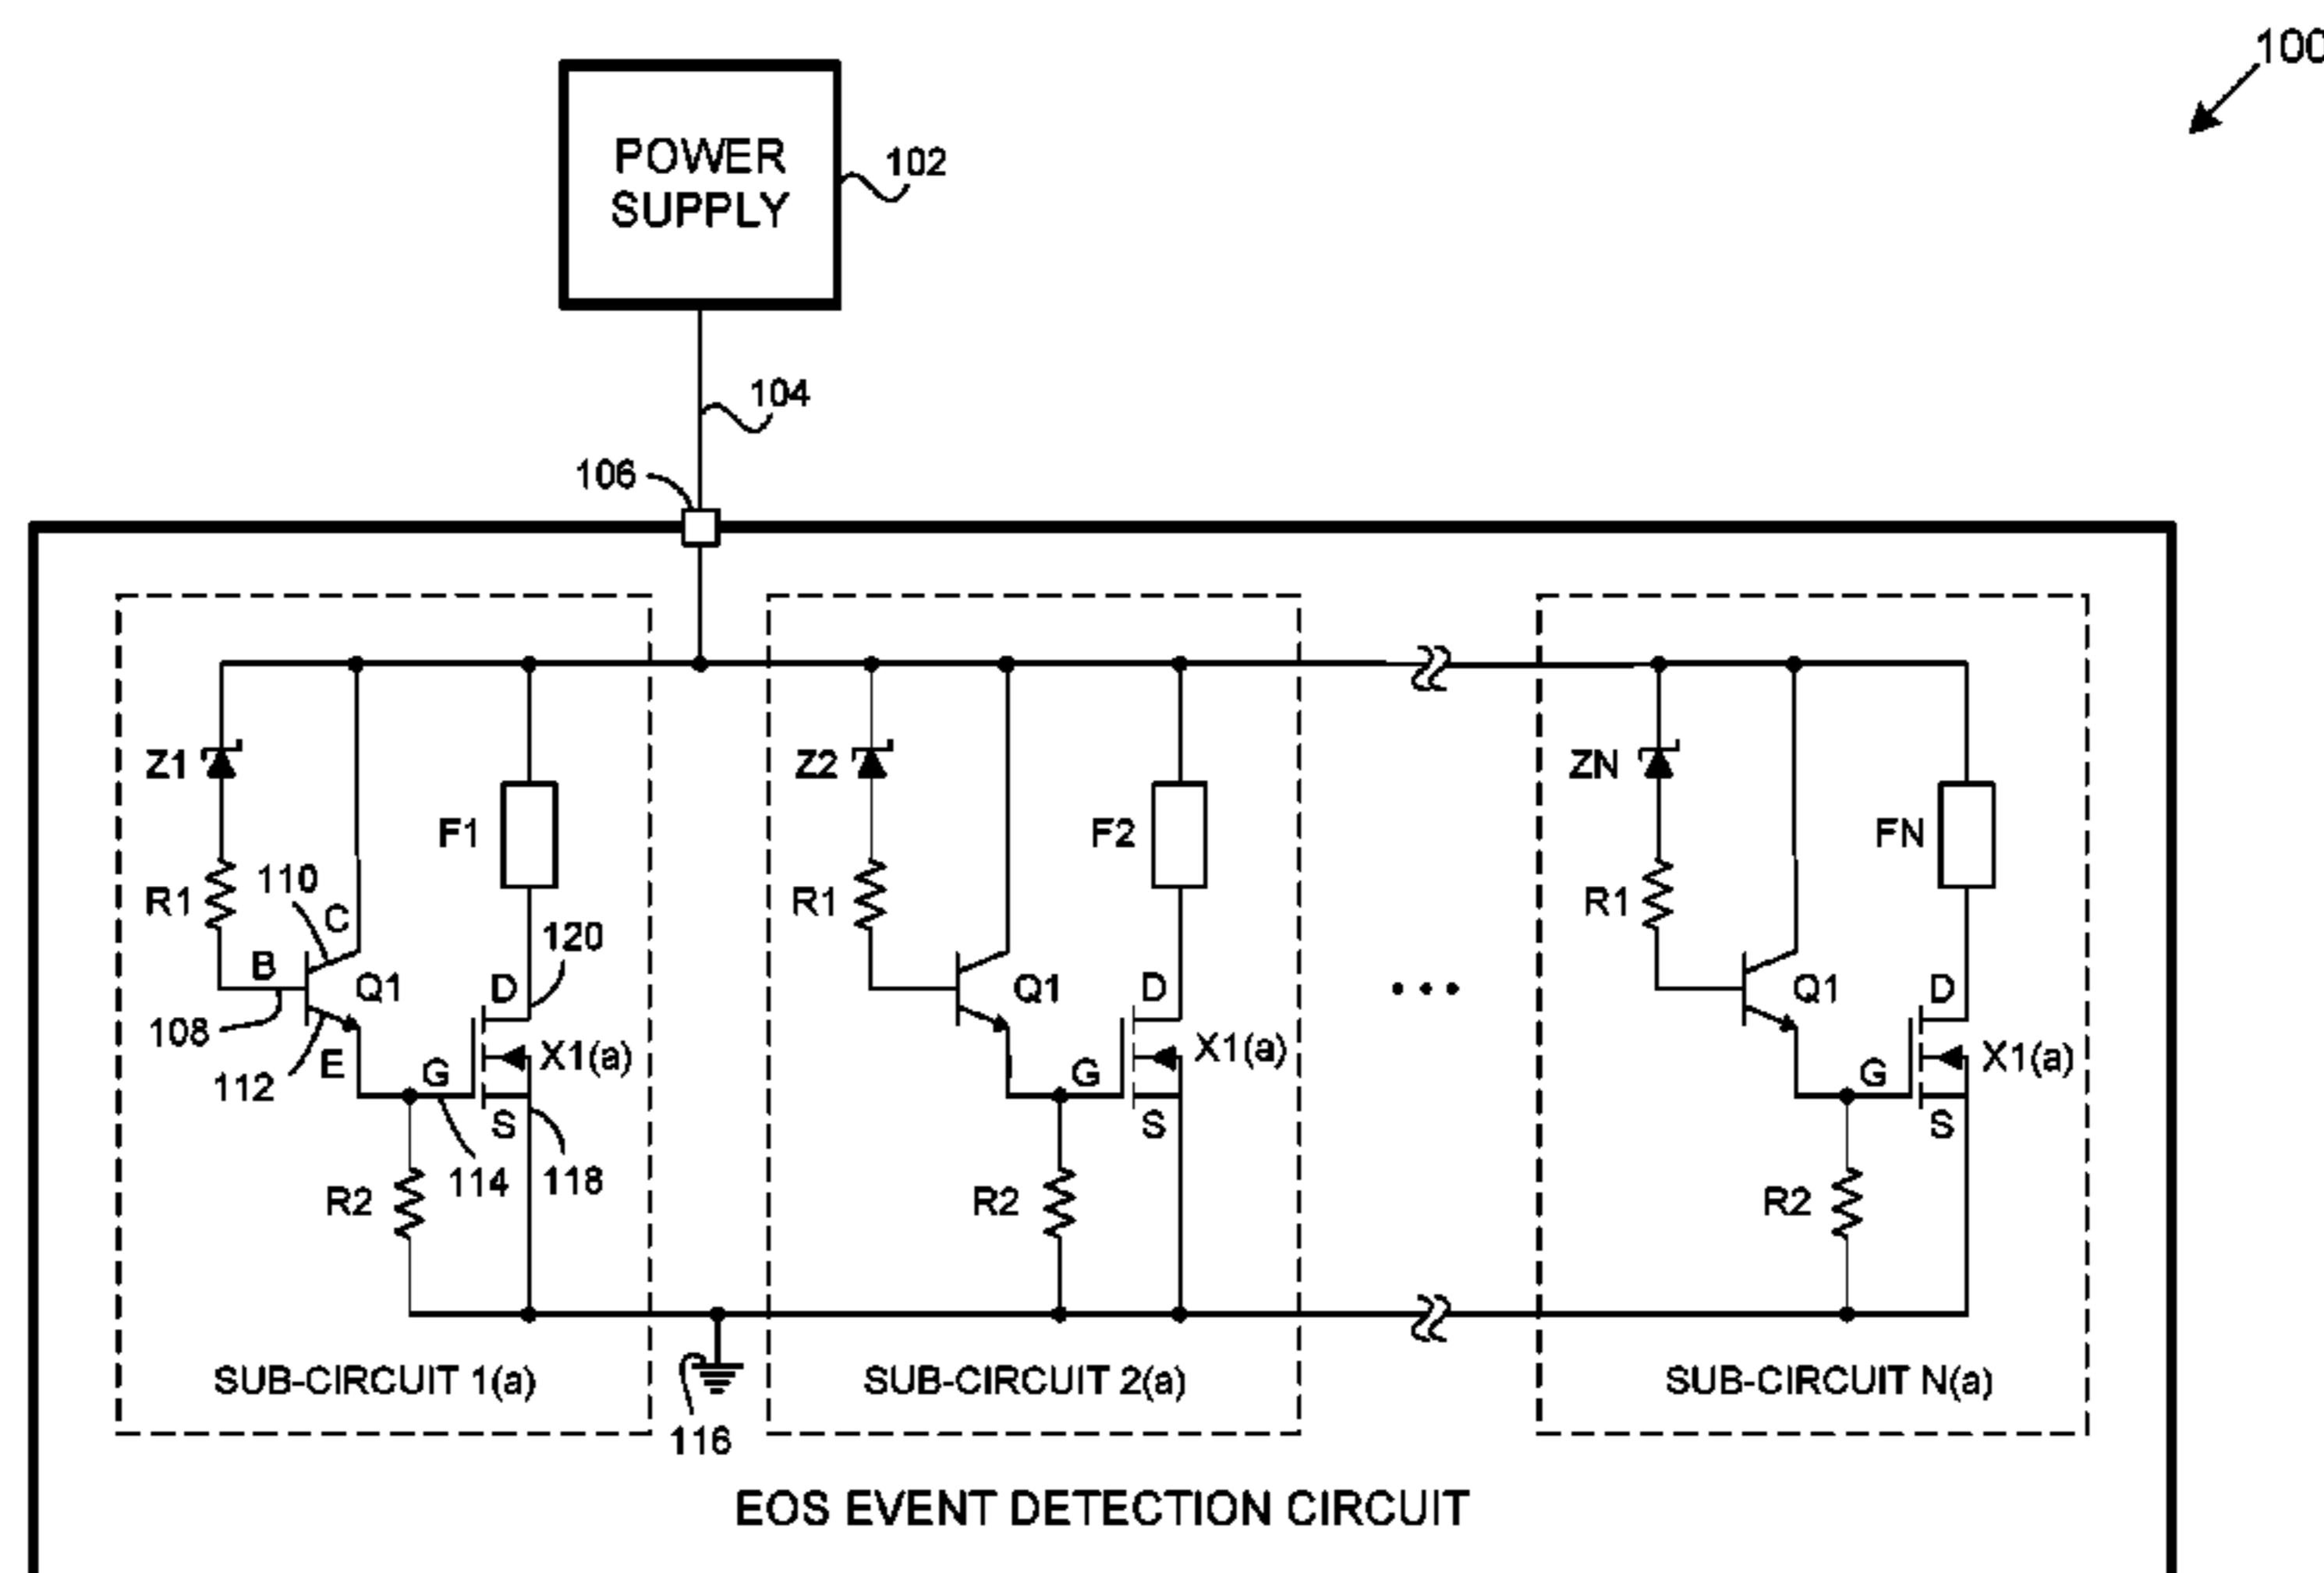 100
POWER
SUPPLY
102
104
106
Z1
F1
R1
110
C
B
Q1
108
E
112
G
D
120
X1(a)
S
114
118
R2
SUB-CIRCUIT 1(a)
116
Z2
F2
R1
Q1
D
G
X1(a)
S
R2
SUB-CIRCUIT 2(a)
ZN
FN
R1
Q1
D
G
X1(a)
S
R2
SUB-CIRCUIT N(a)
EOS EVENT DETECTION CIRCUIT